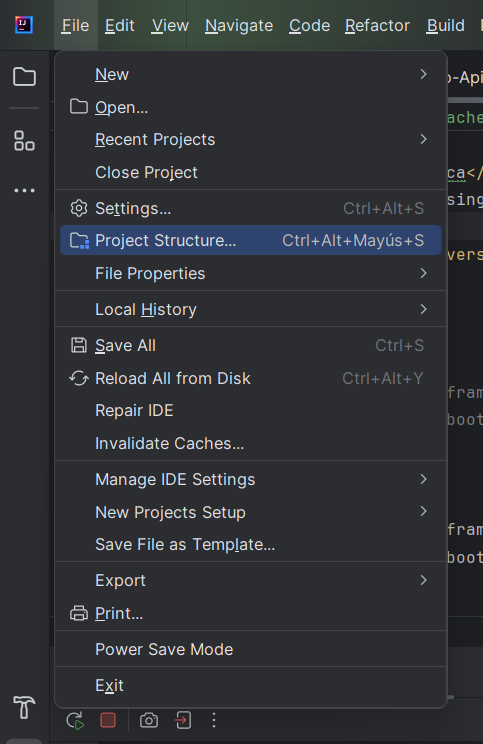 File Edit View Navigate Code Refactor Build
New
Open...
Recent Projects
Close Project
Settings... Ctrl+Alt+S
Project Structure... Ctrl+Alt+Mayús+S
File Properties
Local History
Save All Ctrl+S
Reload All from Disk Ctrl+Alt+Y
Repair IDE
Invalidate Caches...
Manage IDE Settings
New Projects Setup
Save File as Template...
Export
Print...
Power Save Mode
Exit
o-Api
ache
ca</
sing
vers
fram
boot
fram
boot